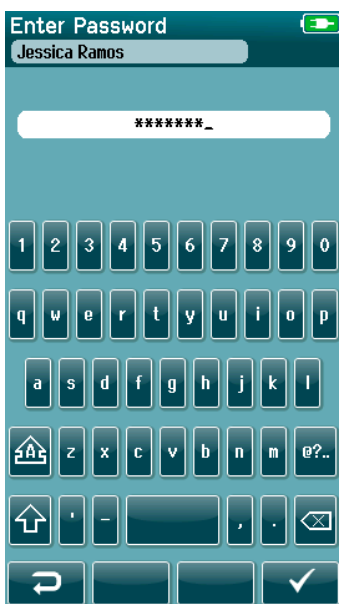 Enter Password
Jessica Ramos
*******_
1 2 3 4 5 6 7 8 9 0
q w e r t y u i o p
a s d f g h j k l
A z x c v b n m @?..
' - , .